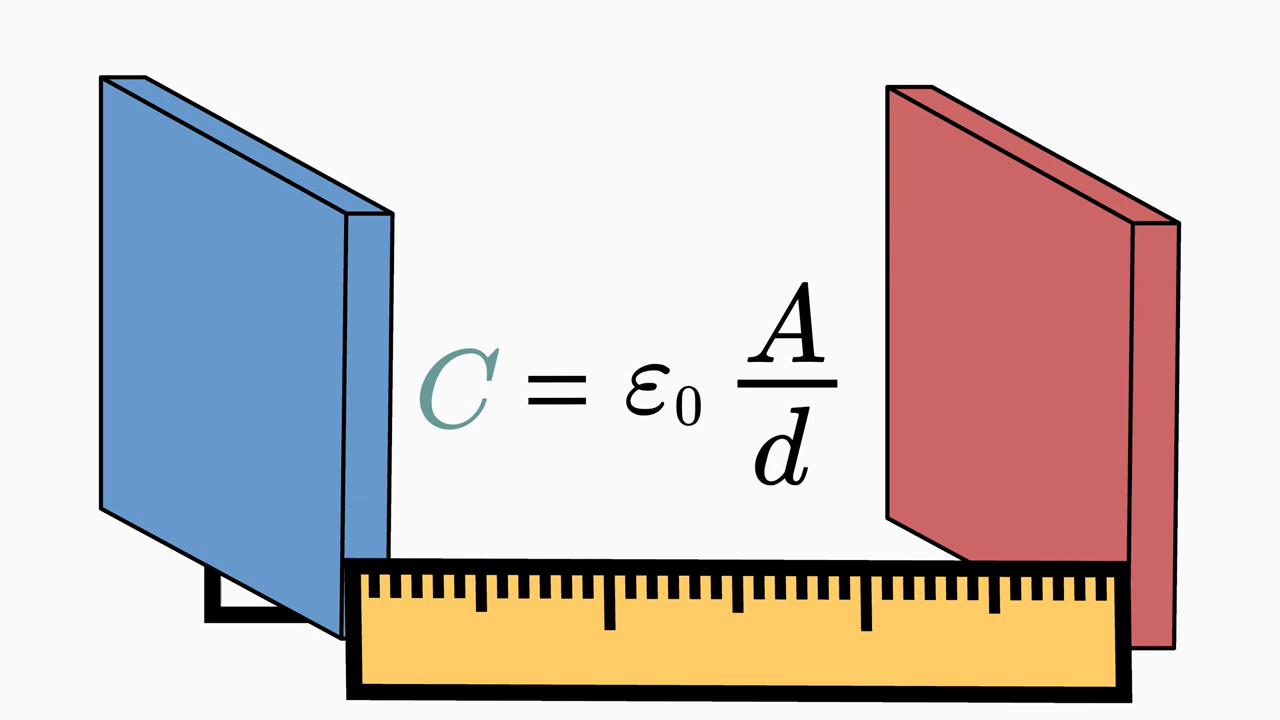 C = ε₀ A/d